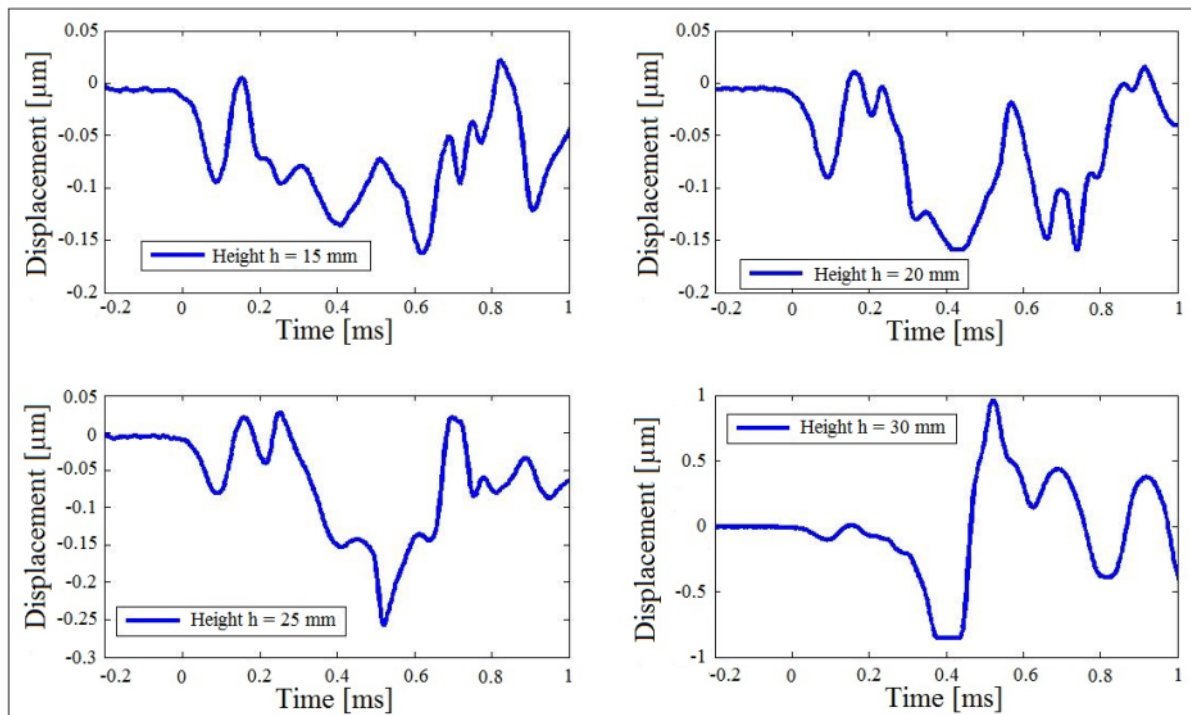 0.05
0
-0.05
-0.1
-0.15
-0.2
Displacement [µm]
Height h = 15 mm
-0.2 0 0.2 0.4 0.6 0.8 1
Time [ms]
0.05
0
-0.05
-0.1
-0.15
-0.2
Displacement [µm]
Height h = 20 mm
-0.2 0 0.2 0.4 0.6 0.8 1
Time [ms]
0.05
0
-0.05
-0.1
-0.15
-0.2
-0.25
-0.3
Displacement [µm]
Height h = 25 mm
-0.2 0 0.2 0.4 0.6 0.8 1
Time [ms]
1
0.5
0
-0.5
-1
Displacement [µm]
Height h = 30 mm
-0.2 0 0.2 0.4 0.6 0.8 1
Time [ms]